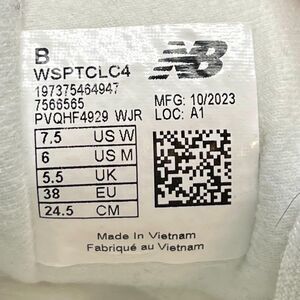 B
WSPTCLC4
197375464947
7566565
PVQHF4929 WJR
NB
MFG: 10/2023
LOC: A1
7.5 US W
6 US M
5.5 UK
38 EU
24.5 CM
Made In Vietnam
Fabriqué au Vietnam